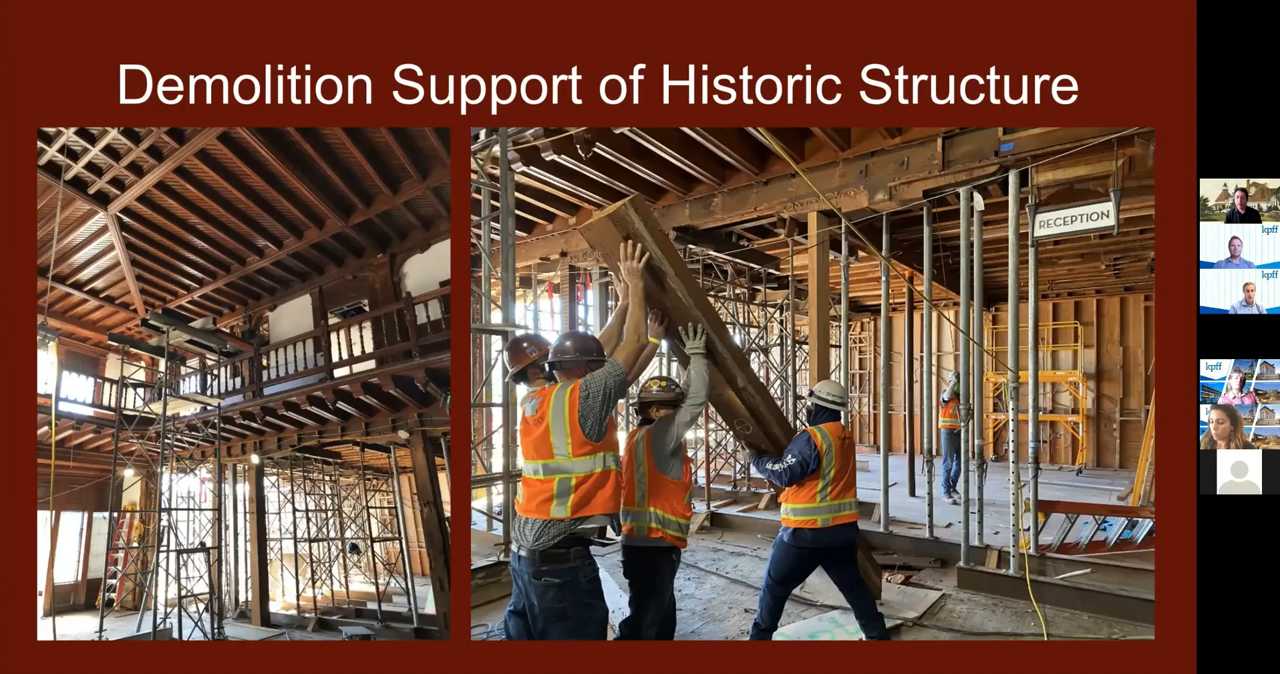 Demolition Support of Historic Structure
RECEPTION
kpff
kpff
kpff